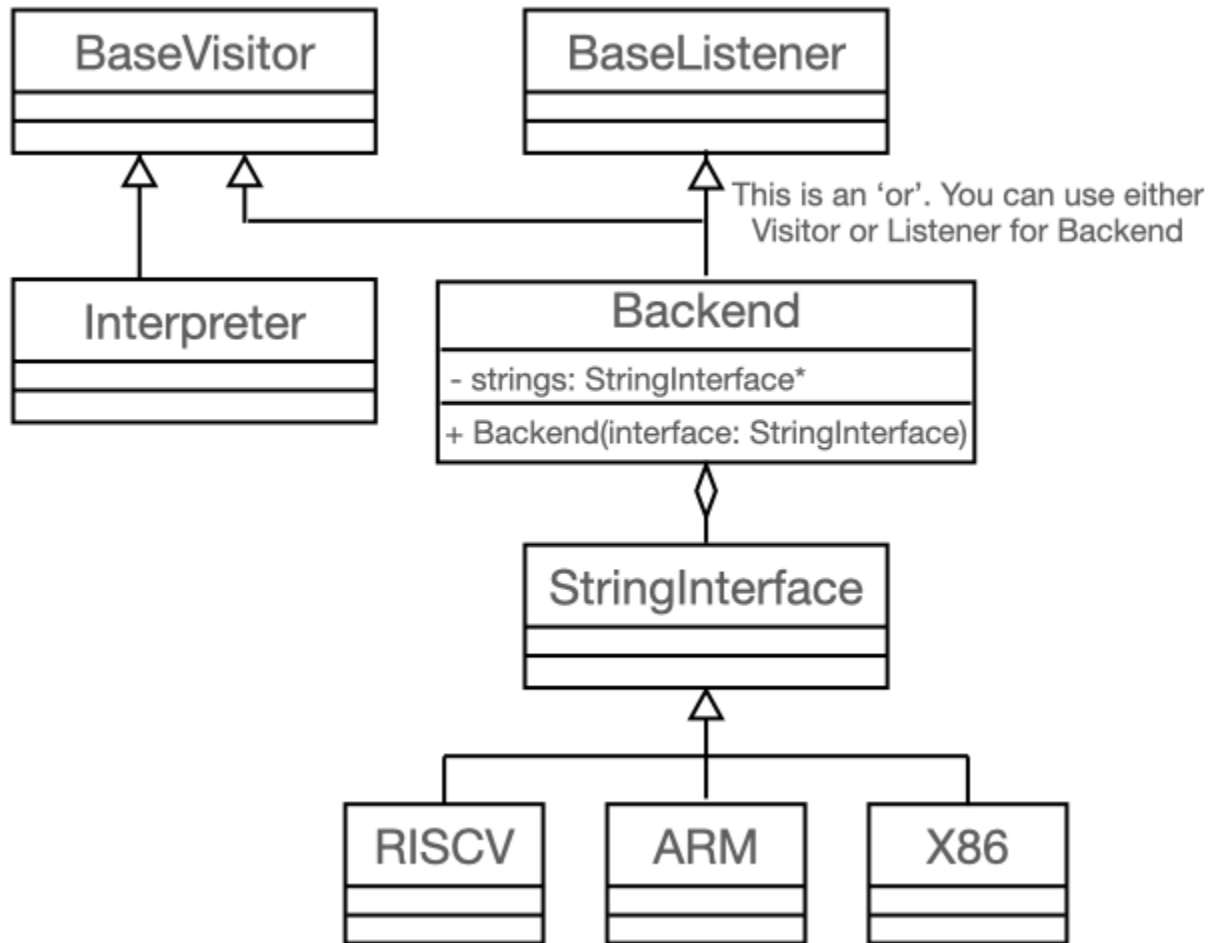 BaseVisitor
BaseListener
This is an ‘or’. You can use either
Visitor or Listener for Backend
Interpreter
Backend
- strings: StringInterface*
+ Backend(interface: StringInterface)
StringInterface
RISCV
ARM
X86